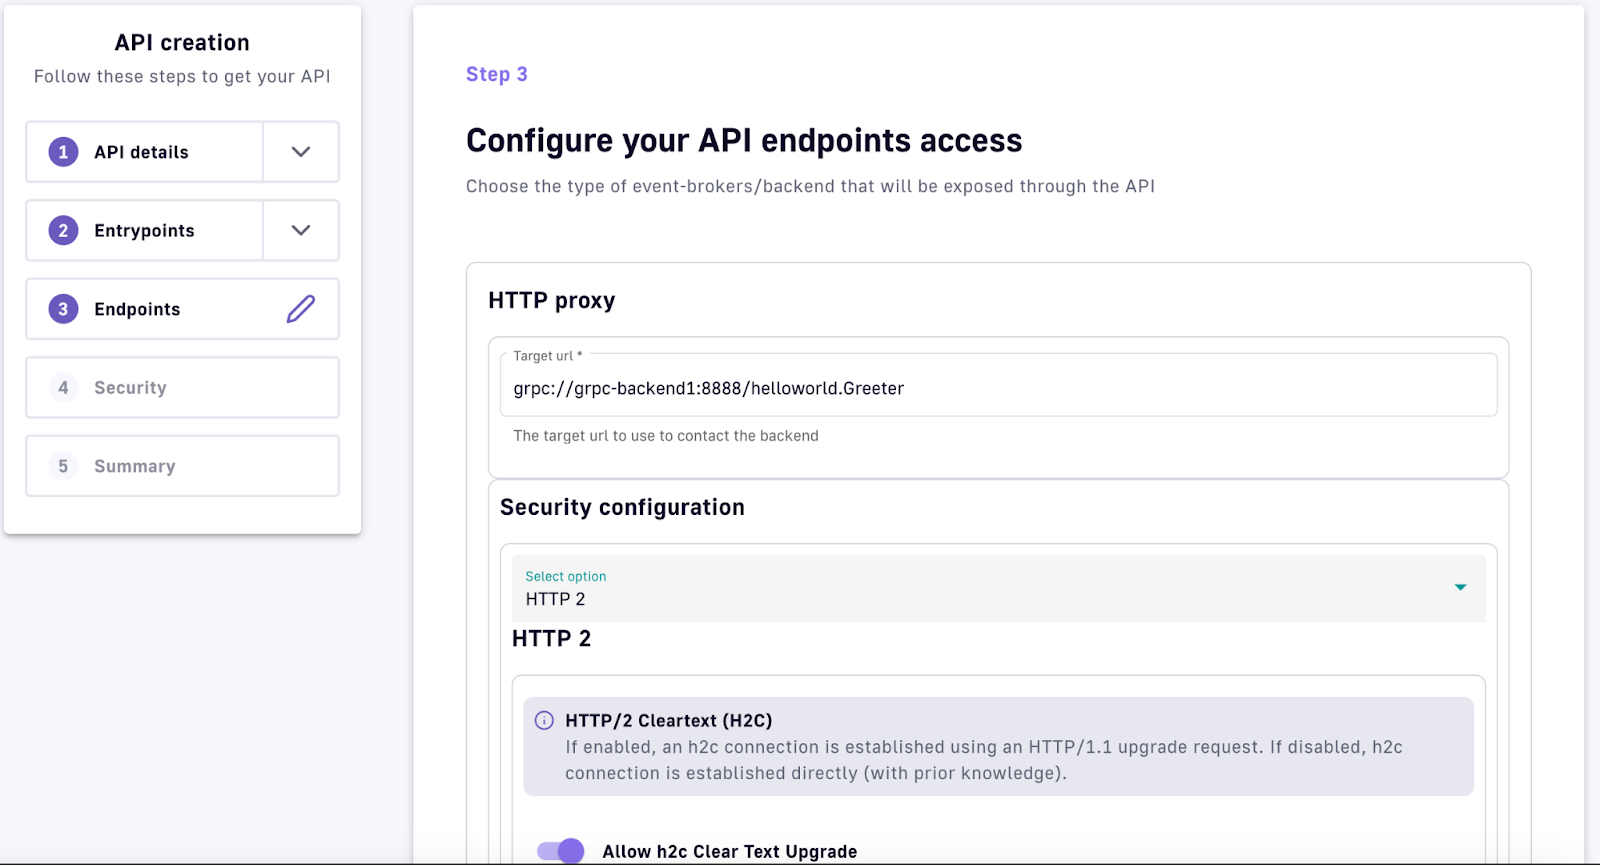 API creation
Follow these steps to get your API
1 API details
2 Entrypoints
3 Endpoints
4 Security
5 Summary
Step 3
Configure your API endpoints access
Choose the type of event-brokers/backend that will be exposed through the API
HTTP proxy
Target url *
grpc://grpc-backend1:8888/helloworld.Greeter
The target url to use to contact the backend
Security configuration
Select option
HTTP 2
HTTP 2
HTTP/2 Cleartext (H2C)
If enabled, an h2c connection is established using an HTTP/1.1 upgrade request. If disabled, h2c
connection is established directly (with prior knowledge).
Allow h2c Clear Text Upgrade